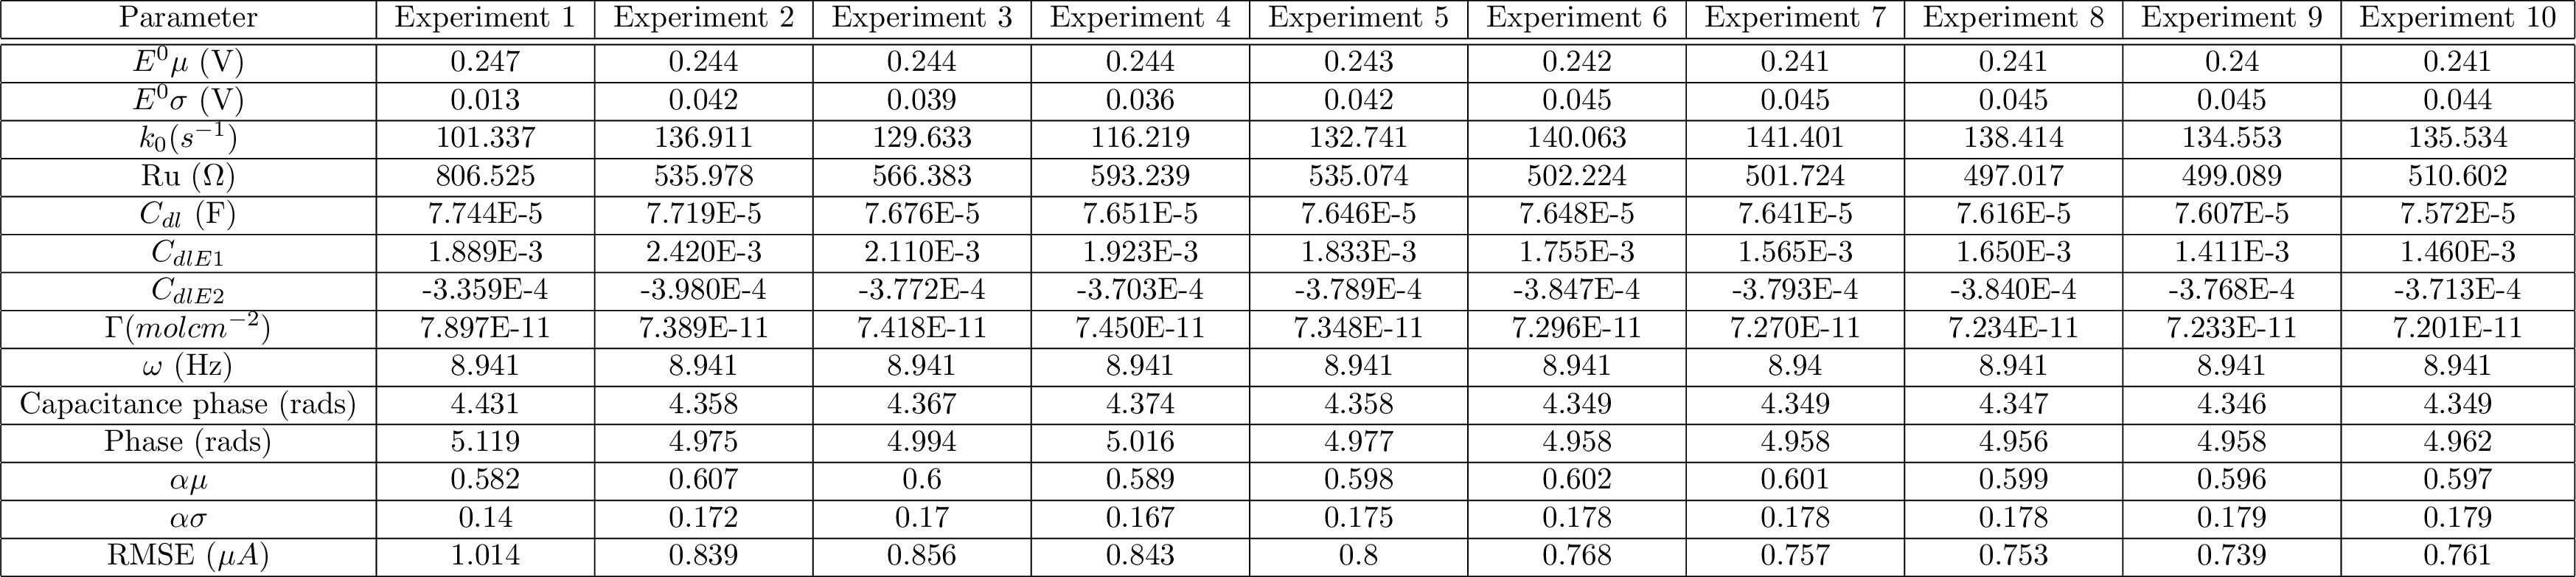 Parameter Experiment 1 Experiment 2 Experiment 3 Experiment 4 Experiment 5 Experiment 6 Experiment 7 Experiment 8 Experiment 9 Experiment 10
E⁰μ (V) 0.247 0.244 0.244 0.244 0.243 0.242 0.241 0.241 0.24 0.241
E⁰σ (V) 0.013 0.042 0.039 0.036 0.042 0.045 0.045 0.045 0.045 0.044
k₀(s⁻¹) 101.337 136.911 129.633 116.219 132.741 140.063 141.401 138.414 134.553 135.534
Ru (Ω) 806.525 535.978 566.383 593.239 535.074 502.224 501.724 497.017 499.089 510.602
C_{dl} (F) 7.744E-5 7.719E-5 7.676E-5 7.651E-5 7.646E-5 7.648E-5 7.641E-5 7.616E-5 7.607E-5 7.572E-5
C_{dlE1} 1.889E-3 2.420E-3 2.110E-3 1.923E-3 1.833E-3 1.755E-3 1.565E-3 1.650E-3 1.411E-3 1.460E-3
C_{dlE2} -3.359E-4 -3.980E-4 -3.772E-4 -3.703E-4 -3.789E-4 -3.847E-4 -3.793E-4 -3.840E-4 -3.768E-4 -3.713E-4
Γ(molcm⁻²) 7.897E-11 7.389E-11 7.418E-11 7.450E-11 7.348E-11 7.296E-11 7.270E-11 7.234E-11 7.233E-11 7.201E-11
ω (Hz) 8.941 8.941 8.941 8.941 8.941 8.941 8.94 8.941 8.941 8.941
Capacitance phase (rads) 4.431 4.358 4.367 4.374 4.358 4.349 4.349 4.347 4.346 4.349
Phase (rads) 5.119 4.975 4.994 5.016 4.977 4.958 4.958 4.956 4.958 4.962
αμ 0.582 0.607 0.6 0.589 0.598 0.602 0.601 0.599 0.596 0.597
ασ 0.14 0.172 0.17 0.167 0.175 0.178 0.178 0.178 0.179 0.179
RMSE (μA) 1.014 0.839 0.856 0.843 0.8 0.768 0.757 0.753 0.739 0.761